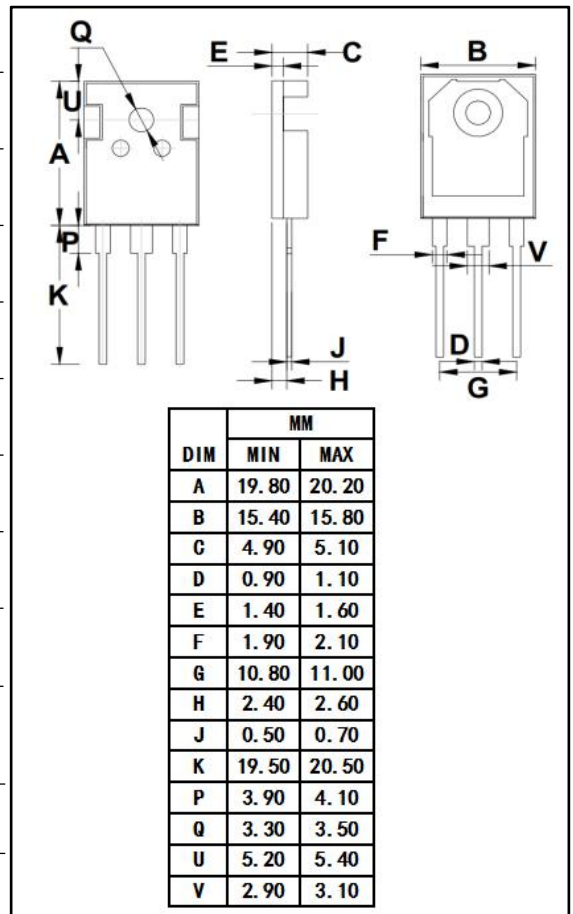 Q
E
C
B
U
A
P
K
F
V
J
D
H
G
MM
DIM MIN MAX
A 19.80 20.20
B 15.40 15.80
C 4.90 5.10
D 0.90 1.10
E 1.40 1.60
F 1.90 2.10
G 10.80 11.00
H 2.40 2.60
J 0.50 0.70
K 19.50 20.50
P 3.90 4.10
Q 3.30 3.50
U 5.20 5.40
V 2.90 3.10